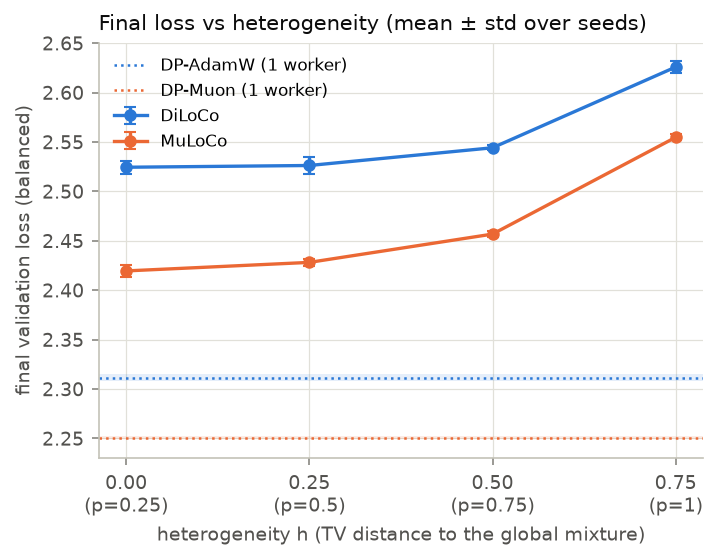 Final loss vs heterogeneity (mean ± std over seeds)
DP-AdamW (1 worker)
DP-Muon (1 worker)
DiLoCo
MuLoCo
final validation loss (balanced)
2.65
2.60
2.55
2.50
2.45
2.40
2.35
2.30
2.25
0.00 0.25 0.50 0.75
(p=0.25) (p=0.5) (p=0.75) (p=1)
heterogeneity h (TV distance to the global mixture)